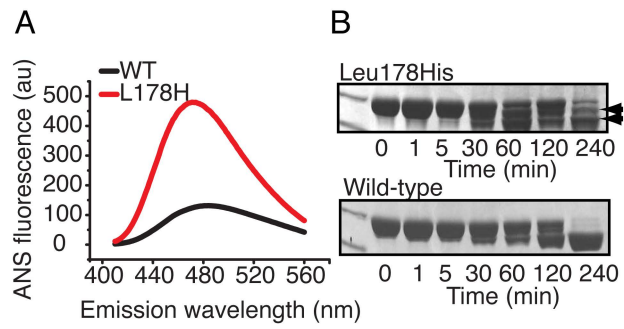 A
WT
L178H
ANS fluorescence (au)
500
400
300
200
100
0
400 440 480 520 560
Emission wavelength (nm)
B
Leu178His
0 1 5 30 60 120 240
Time (min)
Wild-type
0 1 5 30 60 120 240
Time (min)